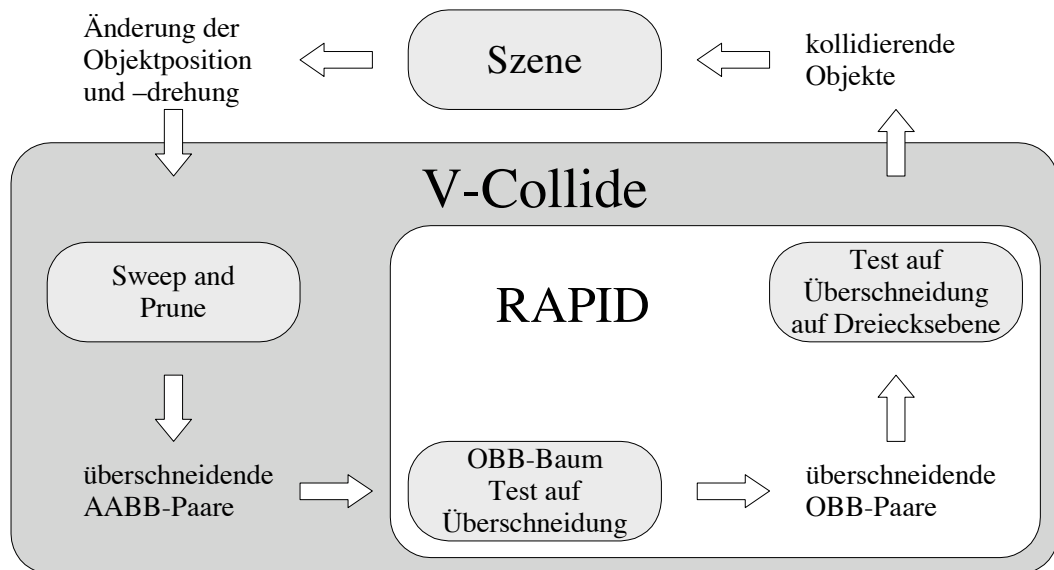 Änderung der
Objektposition
und –drehung
Szene
kollidierende
Objekte
V-Collide
Sweep and
Prune
RAPID
Test auf
Überschneidung
auf Dreiecksebene
überschneidende
AABB-Paare
OBB-Baum
Test auf
Überschneidung
überschneidende
OBB-Paare